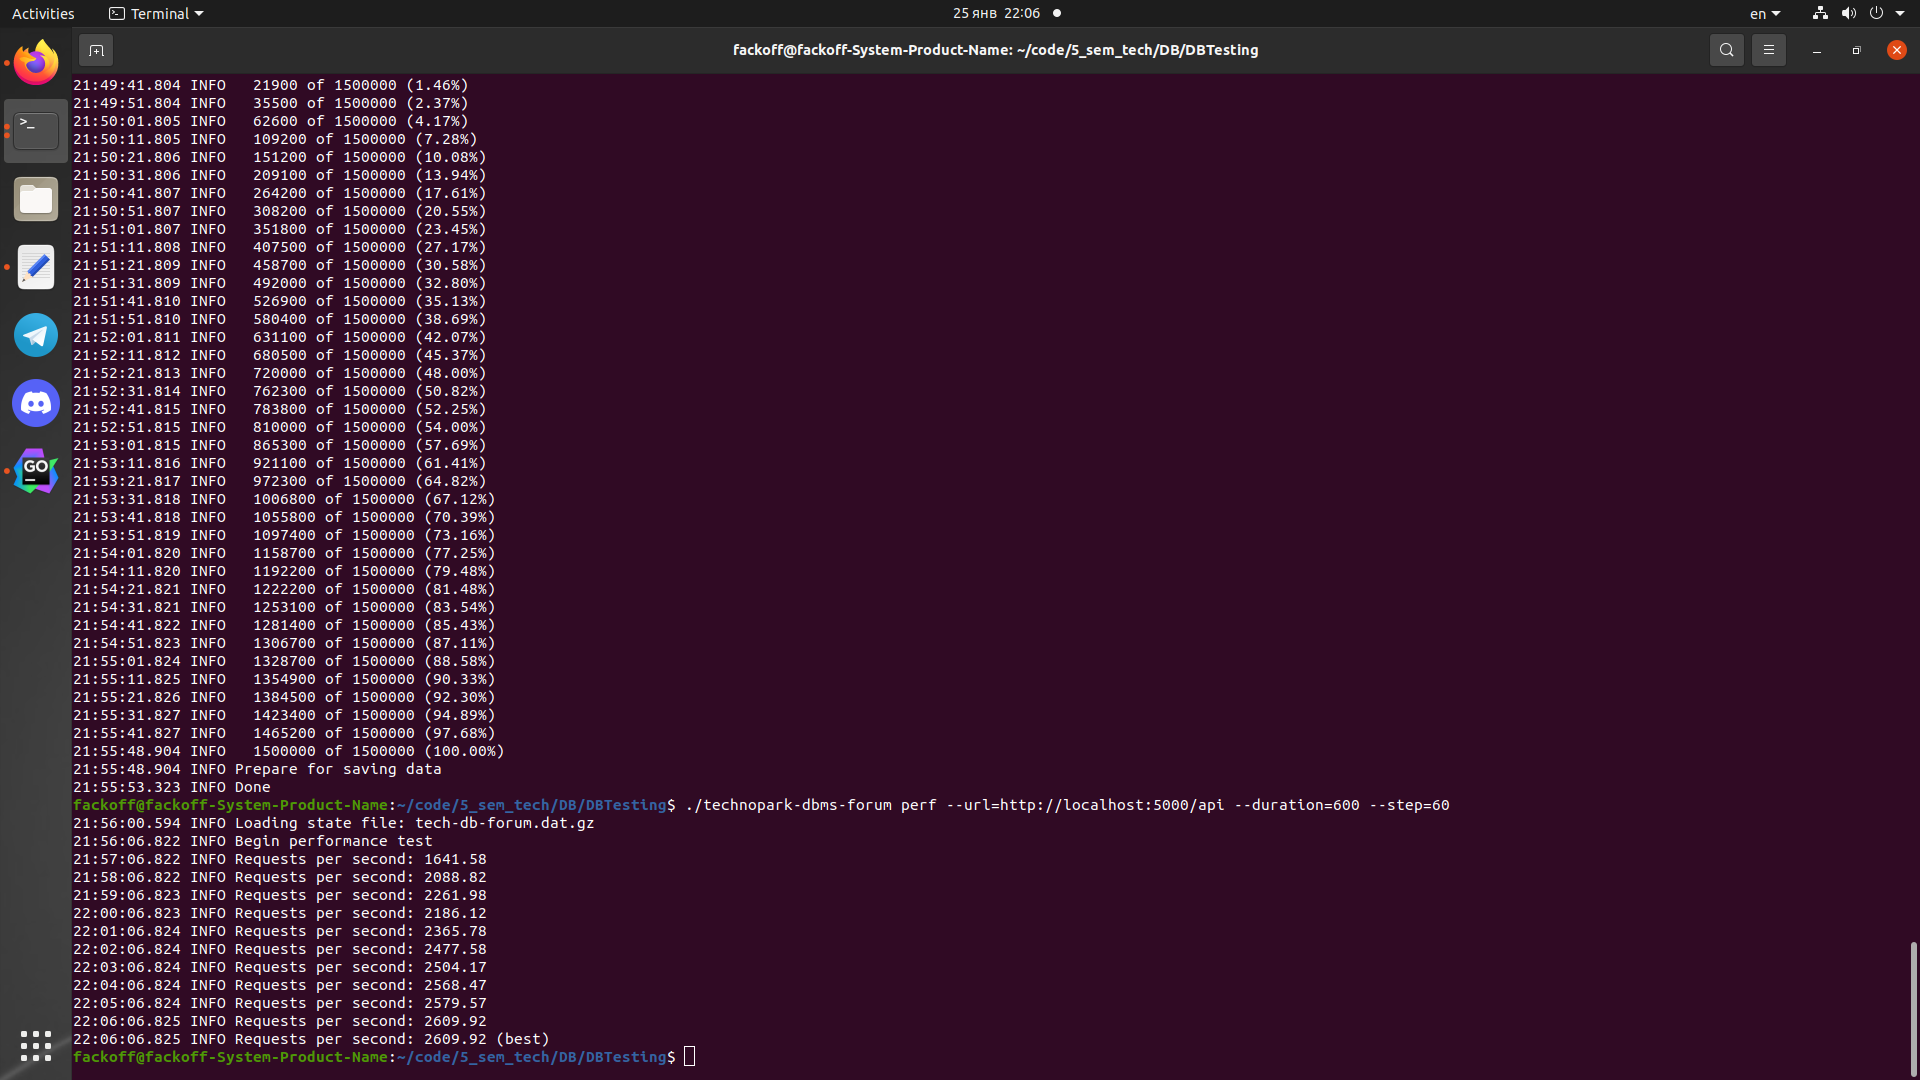 Activities
Terminal
25 янв 22:06
en
fackoff@fackoff-System-Product-Name: ~/code/5_sem_tech/DB/DBTesting
21:49:41.804 INFO   21900 of 1500000 (1.46%)
21:49:51.804 INFO   35500 of 1500000 (2.37%)
21:50:01.805 INFO   62600 of 1500000 (4.17%)
21:50:11.805 INFO   109200 of 1500000 (7.28%)
21:50:21.806 INFO   151200 of 1500000 (10.08%)
21:50:31.806 INFO   209100 of 1500000 (13.94%)
21:50:41.807 INFO   264200 of 1500000 (17.61%)
21:50:51.807 INFO   308200 of 1500000 (20.55%)
21:51:01.807 INFO   351800 of 1500000 (23.45%)
21:51:11.808 INFO   407500 of 1500000 (27.17%)
21:51:21.809 INFO   458700 of 1500000 (30.58%)
21:51:31.809 INFO   492000 of 1500000 (32.80%)
21:51:41.810 INFO   526900 of 1500000 (35.13%)
21:51:51.810 INFO   580400 of 1500000 (38.69%)
21:52:01.811 INFO   631100 of 1500000 (42.07%)
21:52:11.812 INFO   680500 of 1500000 (45.37%)
21:52:21.813 INFO   720000 of 1500000 (48.00%)
21:52:31.814 INFO   762300 of 1500000 (50.82%)
21:52:41.815 INFO   783800 of 1500000 (52.25%)
21:52:51.815 INFO   810000 of 1500000 (54.00%)
21:53:01.815 INFO   865300 of 1500000 (57.69%)
21:53:11.816 INFO   921100 of 1500000 (61.41%)
21:53:21.817 INFO   972300 of 1500000 (64.82%)
21:53:31.818 INFO   1006800 of 1500000 (67.12%)
21:53:41.818 INFO   1055800 of 1500000 (70.39%)
21:53:51.819 INFO   1097400 of 1500000 (73.16%)
21:54:01.820 INFO   1158700 of 1500000 (77.25%)
21:54:11.820 INFO   1192200 of 1500000 (79.48%)
21:54:21.821 INFO   1222200 of 1500000 (81.48%)
21:54:31.821 INFO   1253100 of 1500000 (83.54%)
21:54:41.822 INFO   1281400 of 1500000 (85.43%)
21:54:51.823 INFO   1306700 of 1500000 (87.11%)
21:55:01.824 INFO   1328700 of 1500000 (88.58%)
21:55:11.825 INFO   1354900 of 1500000 (90.33%)
21:55:21.826 INFO   1384500 of 1500000 (92.30%)
21:55:31.827 INFO   1423400 of 1500000 (94.89%)
21:55:41.827 INFO   1465200 of 1500000 (97.68%)
21:55:48.904 INFO   1500000 of 1500000 (100.00%)
21:55:48.904 INFO Prepare for saving data
21:55:53.323 INFO Done
fackoff@fackoff-System-Product-Name:~/code/5_sem_tech/DB/DBTesting$ ./technopark-dbms-forum perf --url=http://localhost:5000/api --duration=600 --step=60
21:56:00.594 INFO Loading state file: tech-db-forum.dat.gz
21:56:06.822 INFO Begin performance test
21:57:06.822 INFO Requests per second: 1641.58
21:58:06.822 INFO Requests per second: 2088.82
21:59:06.823 INFO Requests per second: 2261.98
22:00:06.823 INFO Requests per second: 2186.12
22:01:06.824 INFO Requests per second: 2365.78
22:02:06.824 INFO Requests per second: 2477.58
22:03:06.824 INFO Requests per second: 2504.17
22:04:06.824 INFO Requests per second: 2568.47
22:05:06.824 INFO Requests per second: 2579.57
22:06:06.825 INFO Requests per second: 2609.92
22:06:06.825 INFO Requests per second: 2609.92 (best)
fackoff@fackoff-System-Product-Name:~/code/5_sem_tech/DB/DBTesting$
GO